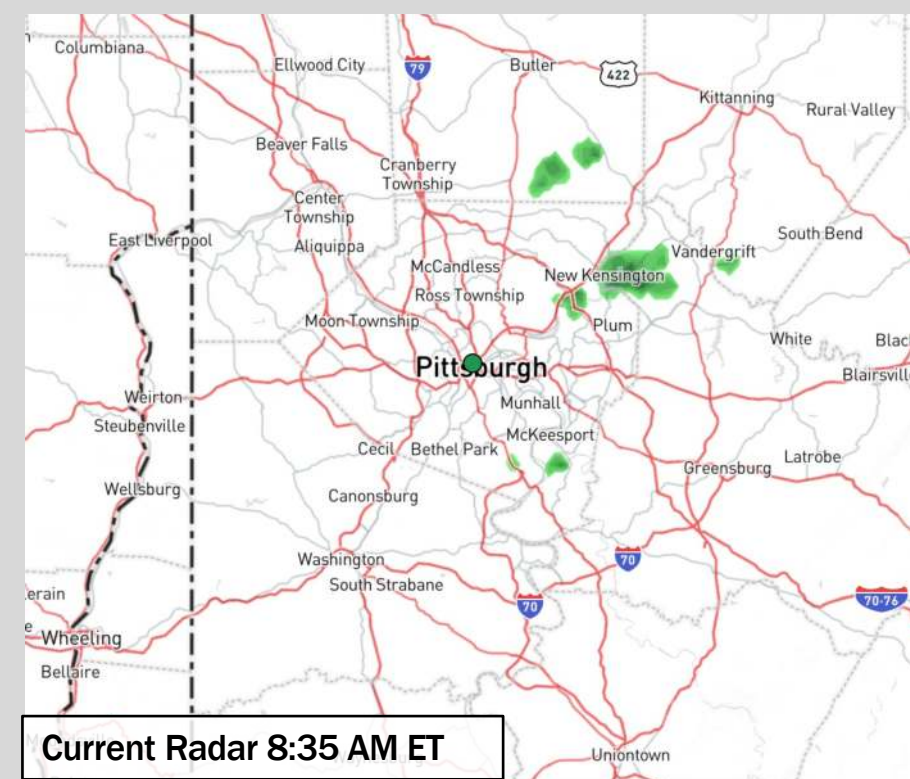 Columbiana
Ellwood City
79
Butler
422
Kittanning
Rural Valley
Beaver Falls
Cranberry
Township
Center
Township
East Liverpool
Aliquippa
South Bend
Vandergrift
McCandless
New Kensington
Ross Township
Moon Township
Plum
White
Pittsburgh
Blairsville
Weirton
Munhall
Steubenville
McKeesport
Cecil
Bethel Park
Latrobe
Greensburg
Wellsburg
Canonsburg
Washington
70
South Strabane
70
70-76
Wheeling
Bellaire
Current Radar 8:35 AM ET
Uniontown